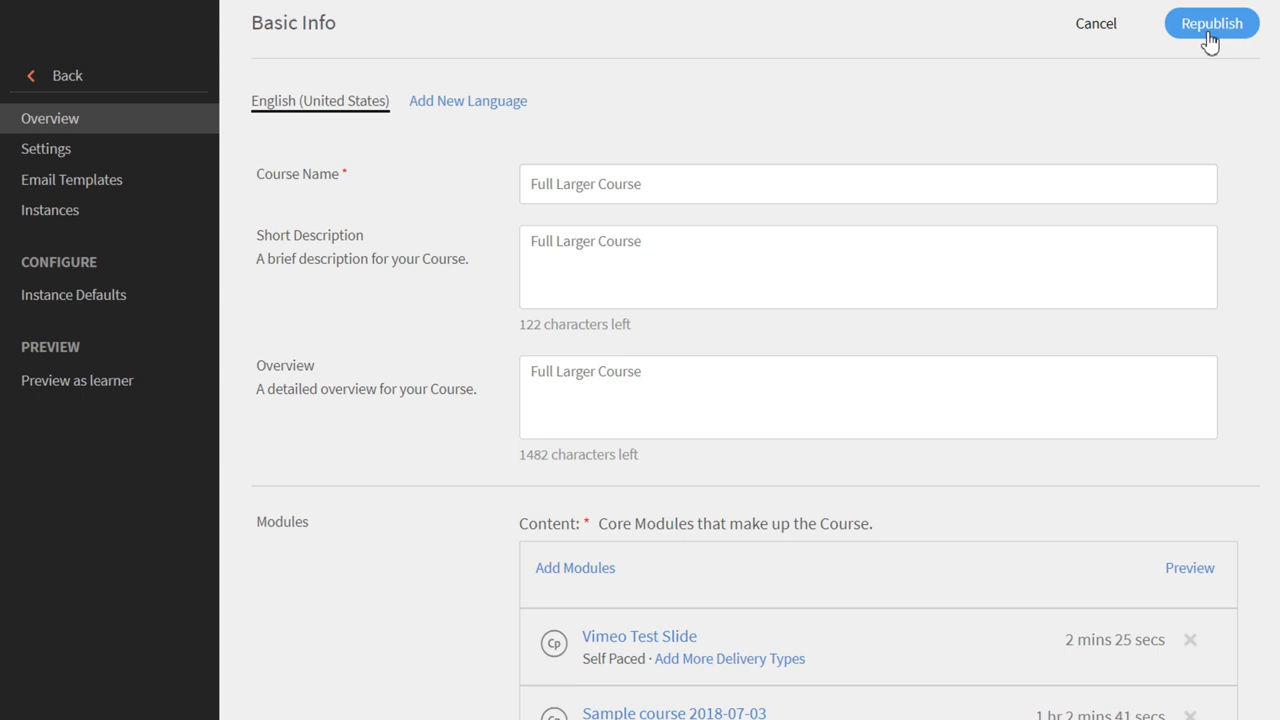 Basic Info
Cancel
Republish
Back
English (United States)
Add New Language
Overview
Settings
Email Templates
Instances
CONFIGURE
Instance Defaults
PREVIEW
Preview as learner
Course Name *
Full Larger Course
Short Description
A brief description for your Course.
Full Larger Course
122 characters left
Overview
A detailed overview for your Course.
Full Larger Course
1482 characters left
Modules
Content: * Core Modules that make up the Course.
Add Modules
Preview
Cp
Vimeo Test Slide
Self Paced · Add More Delivery Types
2 mins 25 secs
Cp
Sample course 2018-07-03
1 hr 2 mins 41 secs